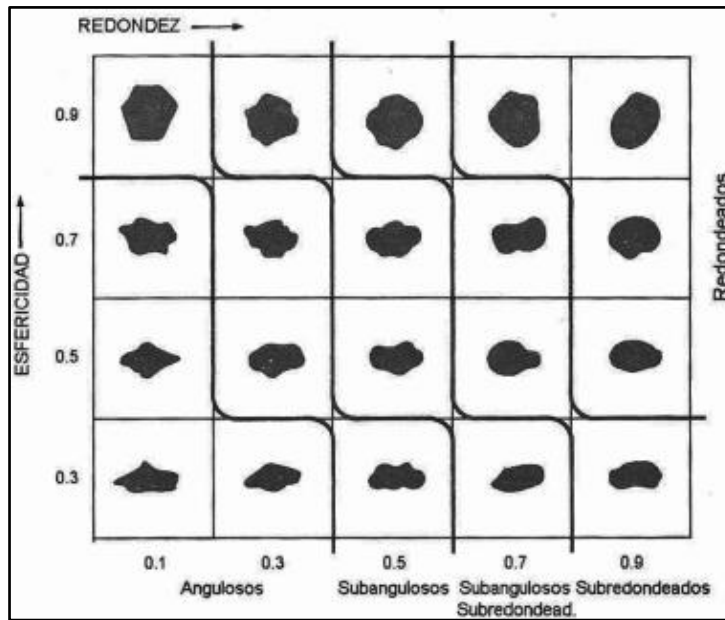 REDONDEZ
ESFERICIDAD
0.9
0.7
0.5
0.3
Redondeados
0.1 0.3 0.5 0.7 0.9
Angulosos Subangulosos Subangulosos Subredondeados
Subredondead.